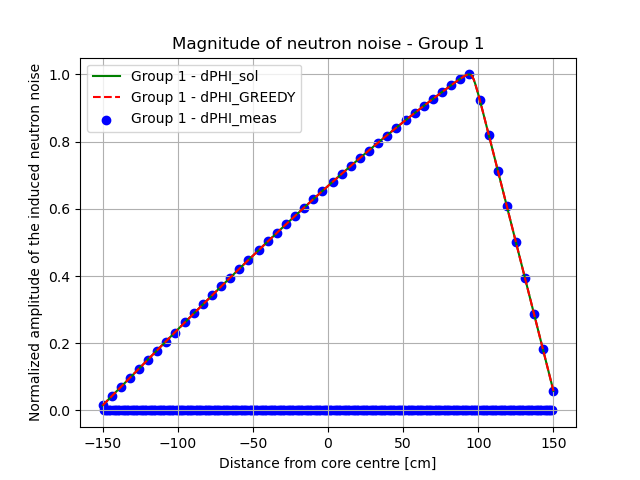 Magnitude of neutron noise - Group 1
Normalized amplitude of the induced neutron noise
1.0
0.8
0.6
0.4
0.2
0.0
Group 1 - dPHI_sol
Group 1 - dPHI_GREEDY
Group 1 - dPHI_meas
−150 −100 −50 0 50 100 150
Distance from core centre [cm]